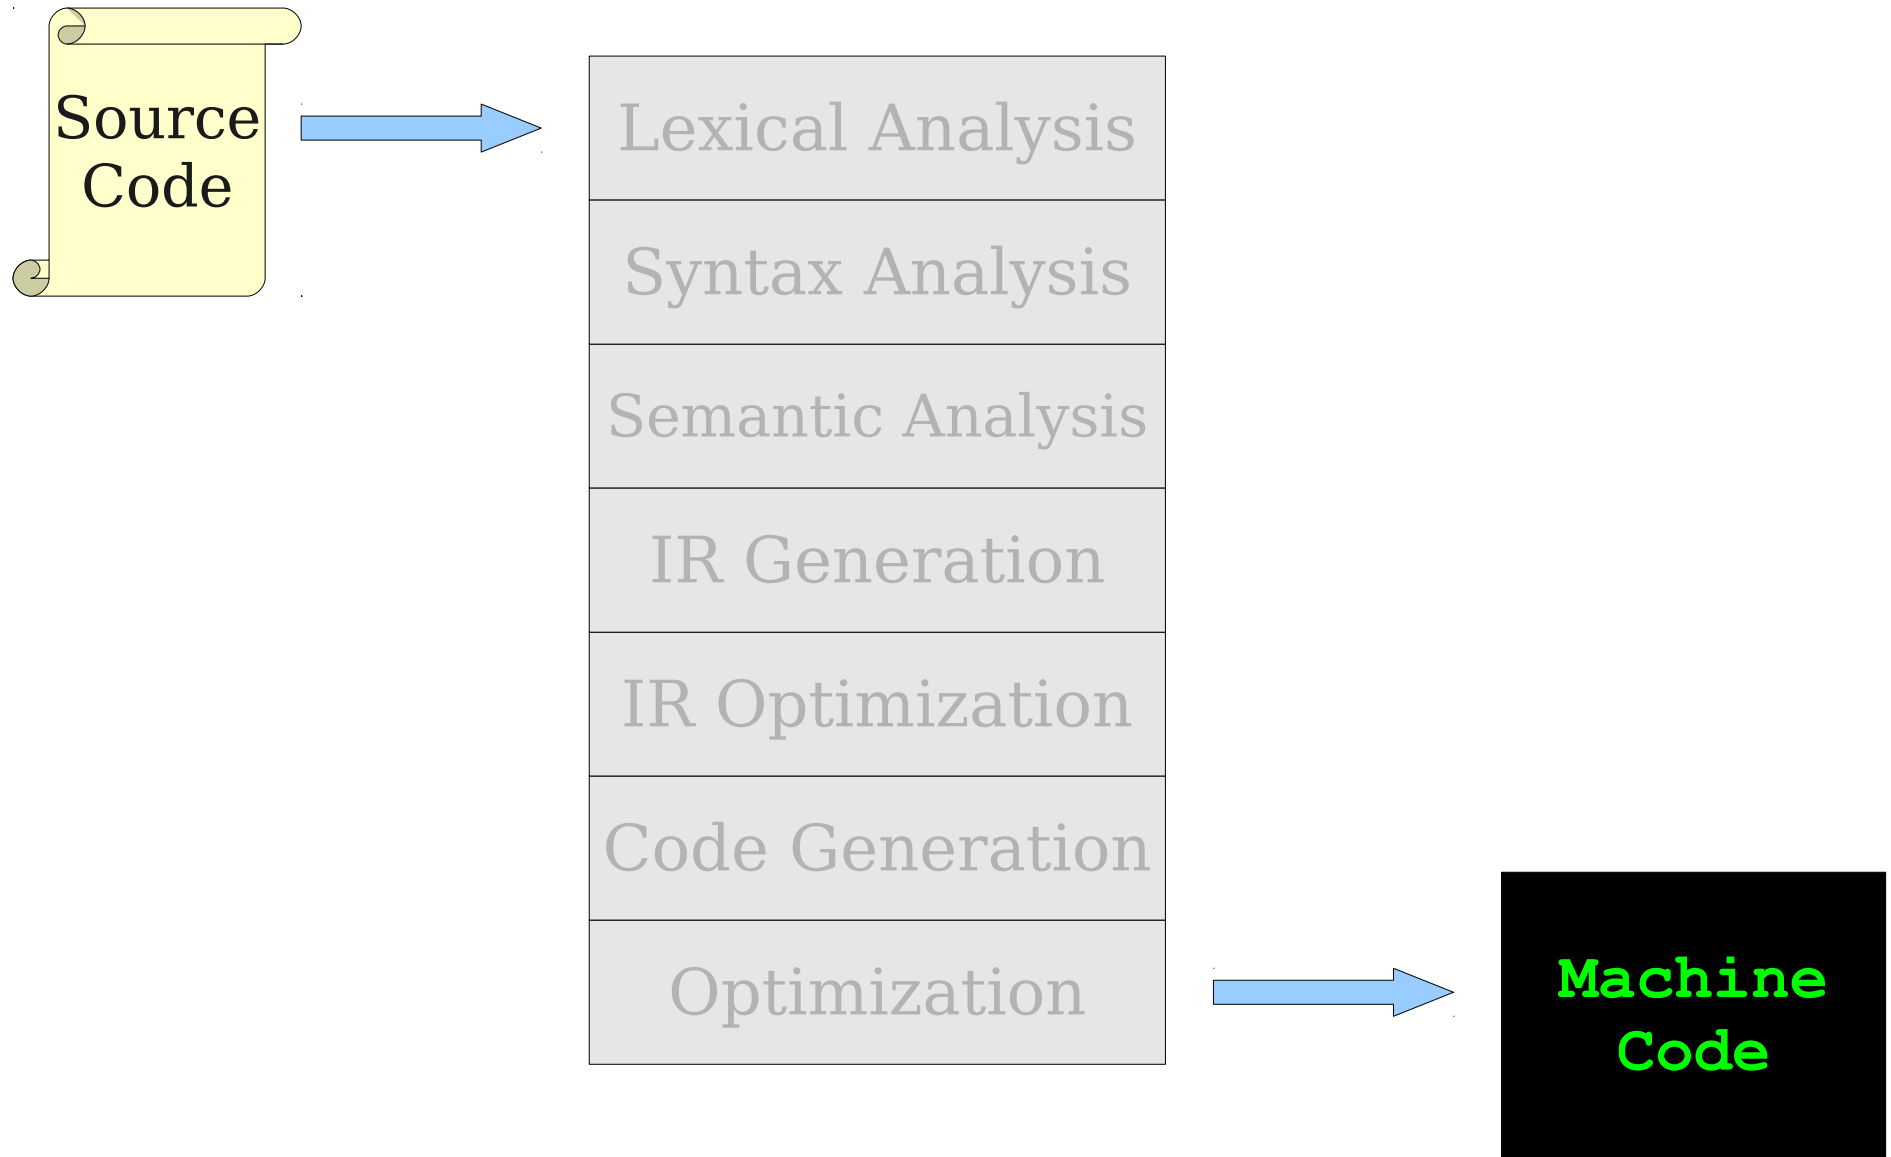 Source
Code
Lexical Analysis
Syntax Analysis
Semantic Analysis
IR Generation
IR Optimization
Code Generation
Optimization
Machine
Code